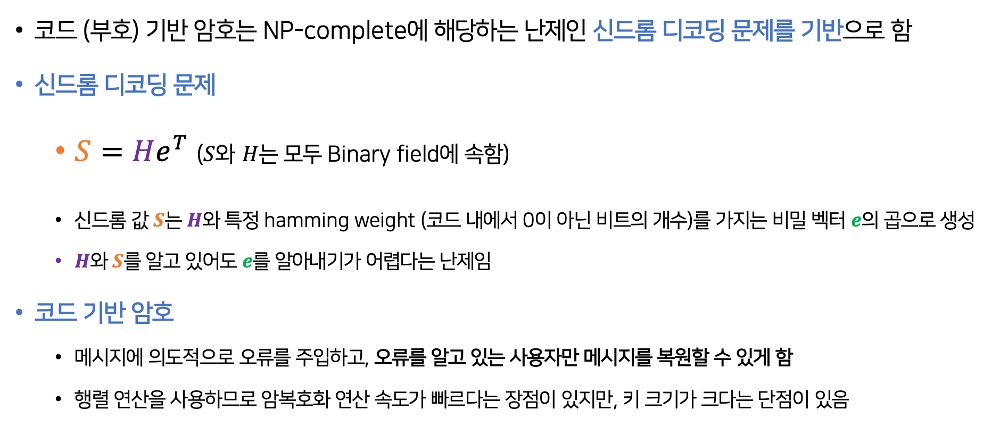 • 코드 (부호) 기반 암호는 NP-complete에 해당하는 난제인 신드롬 디코딩 문제를 기반으로 함
• 신드롬 디코딩 문제
• S = He^T (S와 H는 모두 Binary field에 속함)
• 신드롬 값 S는 H와 특정 hamming weight (코드 내에서 0이 아닌 비트의 개수)를 가지는 비밀 벡터 e의 곱으로 생성
• H와 S를 알고 있어도 e를 알아내기가 어렵다는 난제임
• 코드 기반 암호
• 메시지에 의도적으로 오류를 주입하고, 오류를 알고 있는 사용자만 메시지를 복원할 수 있게 함
• 행렬 연산을 사용하므로 암복호화 연산 속도가 빠르다는 장점이 있지만, 키 크기가 크다는 단점이 있음